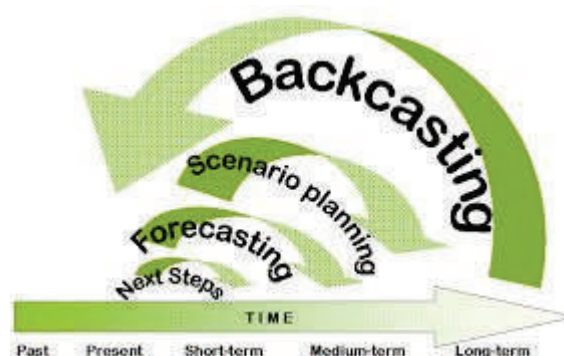 Backcasting
Scenario planning
Forecasting
Next Steps
TIME
Past Present Short-term Medium-term Long-term